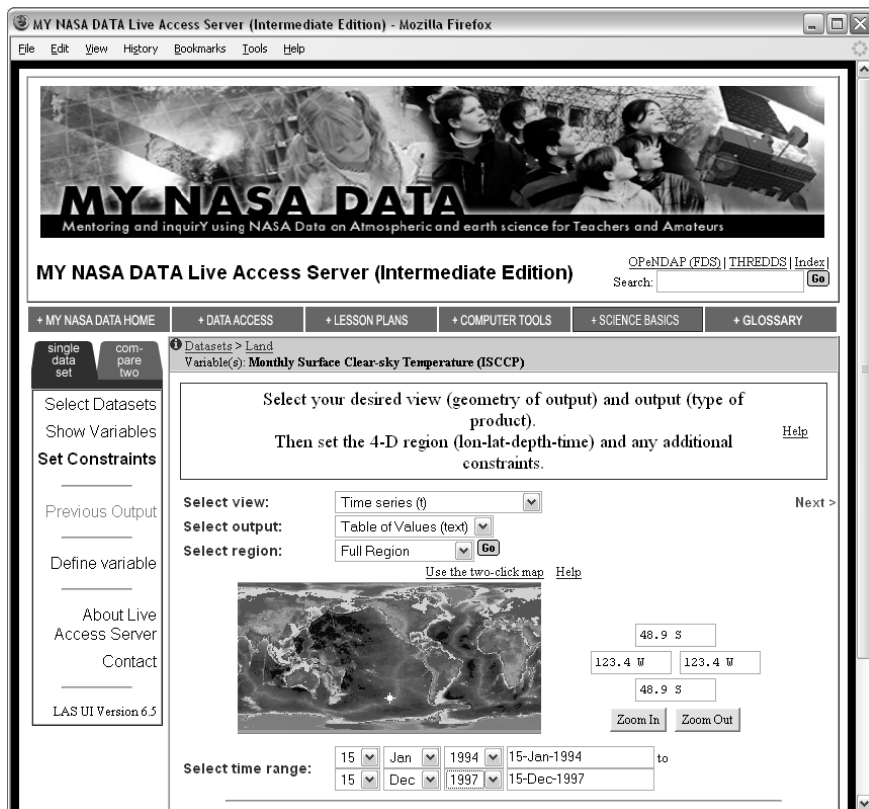 MY NASA DATA Live Access Server (Intermediate Edition) - Mozilla Firefox
File Edit View History Bookmarks Tools Help
MY NASA DATA
Mentoring and inquirY using NASA Data on Atmospheric and earth science for Teachers and Amateurs
OPeNDAP (FDS) | THREDDS | Index |
MY NASA DATA Live Access Server (Intermediate Edition)
Search: Go
+ MY NASA DATA HOME + DATA ACCESS + LESSON PLANS + COMPUTER TOOLS + SCIENCE BASICS + GLOSSARY
single data set
com-pare two
Datasets > Land
Variable(s): Monthly Surface Clear-sky Temperature (ISCCP)
Select Datasets
Show Variables
Set Constraints
Previous Output
Define variable
About Live
Access Server
Contact
LAS UI Version 6.5
Select your desired view (geometry of output) and output (type of
product).
Then set the 4-D region (lon-lat-depth-time) and any additional
constraints.
Help
Select view: Time series (t) Next >
Select output: Table of Values (text)
Select region: Full Region Go
Use the two-click map Help
48.9 S
123.4 W 123.4 W
48.9 S
Zoom In Zoom Out
Select time range:
15 Jan 1994 15-Jan-1994 to
15 Dec 1997 15-Dec-1997